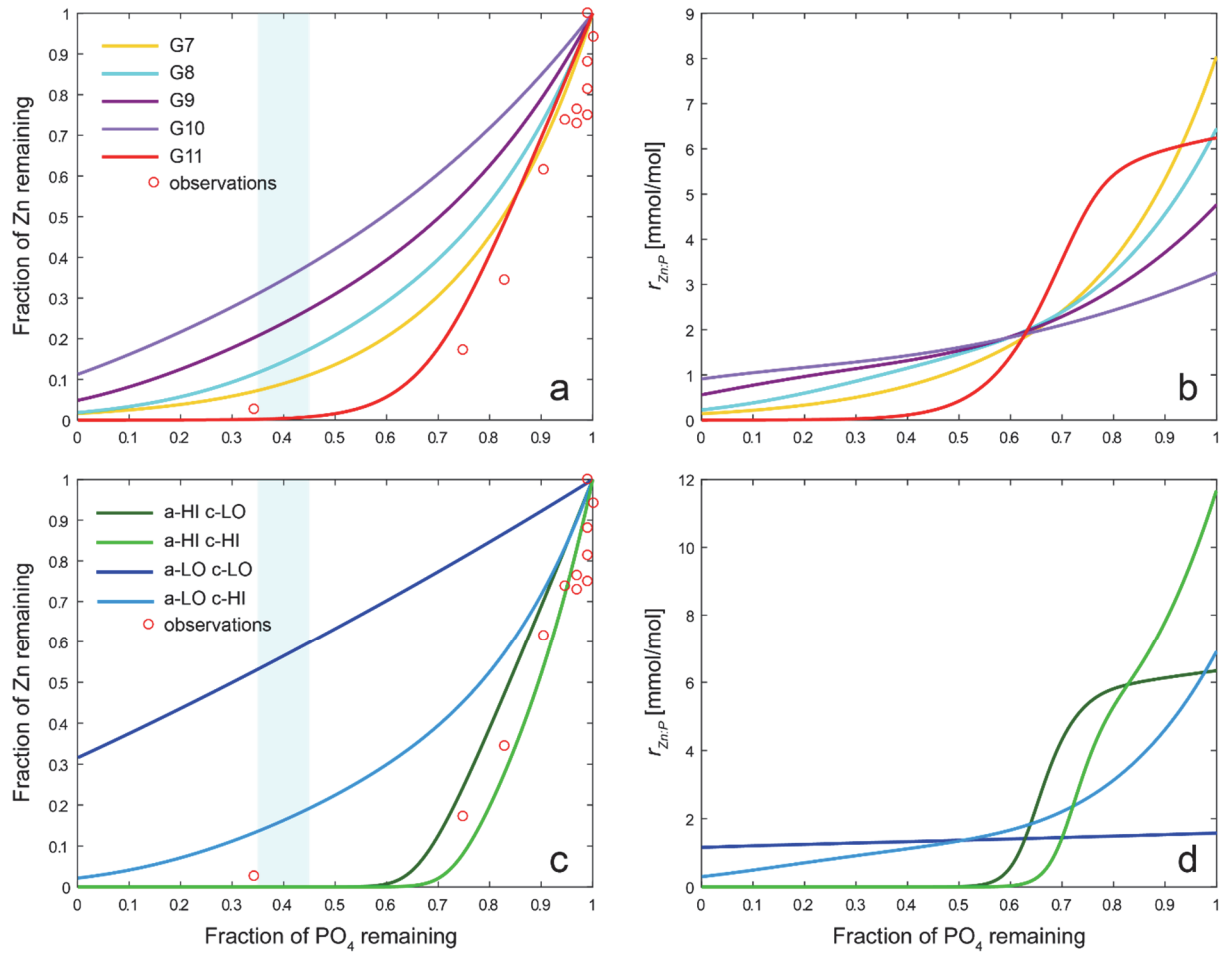 1
0.9
0.8
0.7
0.6
0.5
0.4
0.3
0.2
0.1
0
Fraction of Zn remaining
G7
G8
G9
G10
G11
observations
a
0 0.1 0.2 0.3 0.4 0.5 0.6 0.7 0.8 0.9 1
9
8
7
6
5
4
3
2
1
0
rZn:P [mmol/mol]
b
0 0.1 0.2 0.3 0.4 0.5 0.6 0.7 0.8 0.9 1
1
0.9
0.8
0.7
0.6
0.5
0.4
0.3
0.2
0.1
0
Fraction of Zn remaining
a-HI c-LO
a-HI c-HI
a-LO c-LO
a-LO c-HI
observations
c
0 0.1 0.2 0.3 0.4 0.5 0.6 0.7 0.8 0.9 1
Fraction of PO4 remaining
12
10
8
6
4
2
0
rZn:P [mmol/mol]
d
0 0.1 0.2 0.3 0.4 0.5 0.6 0.7 0.8 0.9 1
Fraction of PO4 remaining